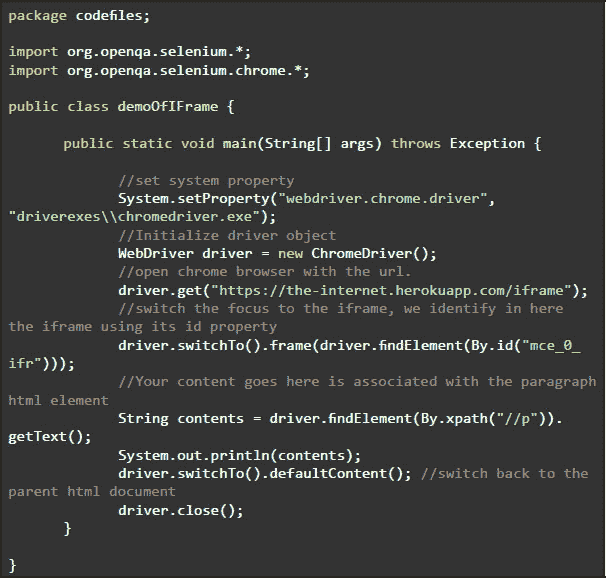 package codefiles;
import org.openqa.selenium.*;
import org.openqa.selenium.chrome.*;
public class demoOfIFrame {
public static void main(String[] args) throws Exception {
//set system property
System.setProperty("webdriver.chrome.driver",
"driverexes\\chromedriver.exe");
//Initialize driver object
WebDriver driver = new ChromeDriver();
//open chrome browser with the url.
driver.get("https://the-internet.herokuapp.com/iframe");
//switch the focus to the iframe, we identify in here
the iframe using its id property
driver.switchTo().frame(driver.findElement(By.id("mce_0_
ifr")));
//Your content goes here is associated with the paragraph
html element
String contents = driver.findElement(By.xpath("//p")).
getText();
System.out.println(contents);
driver.switchTo().defaultContent(); //switch back to the
parent html document
driver.close();
}
}